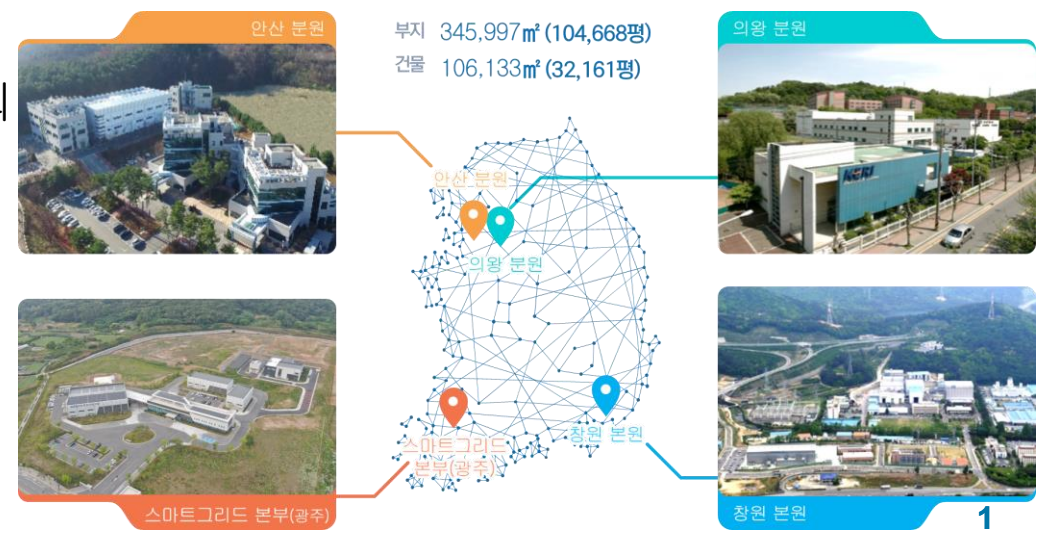 안산 분원
부지 345,997㎡ (104,668평)
건물 106,133㎡ (32,161평)
의왕 분원
KERI
안산 분원
의왕 분원
스마트그리드
본부(광주)
창원 본원
스마트그리드 본부(광주)
창원 본원
1